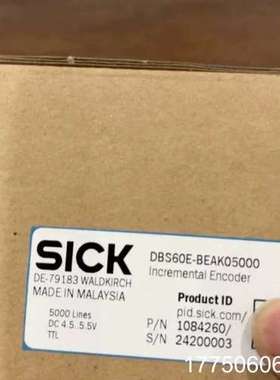 SICK
DE-79183 WALDKIRCH
MADE IN MALAYSIA
5000 Lines
DC 4.5..5.5V
TTL
DBS60E-BEAK05000
Incremental Encoder
Product ID
pid.sick.com/
P/N 1084260/
S/N 24200003
17750606